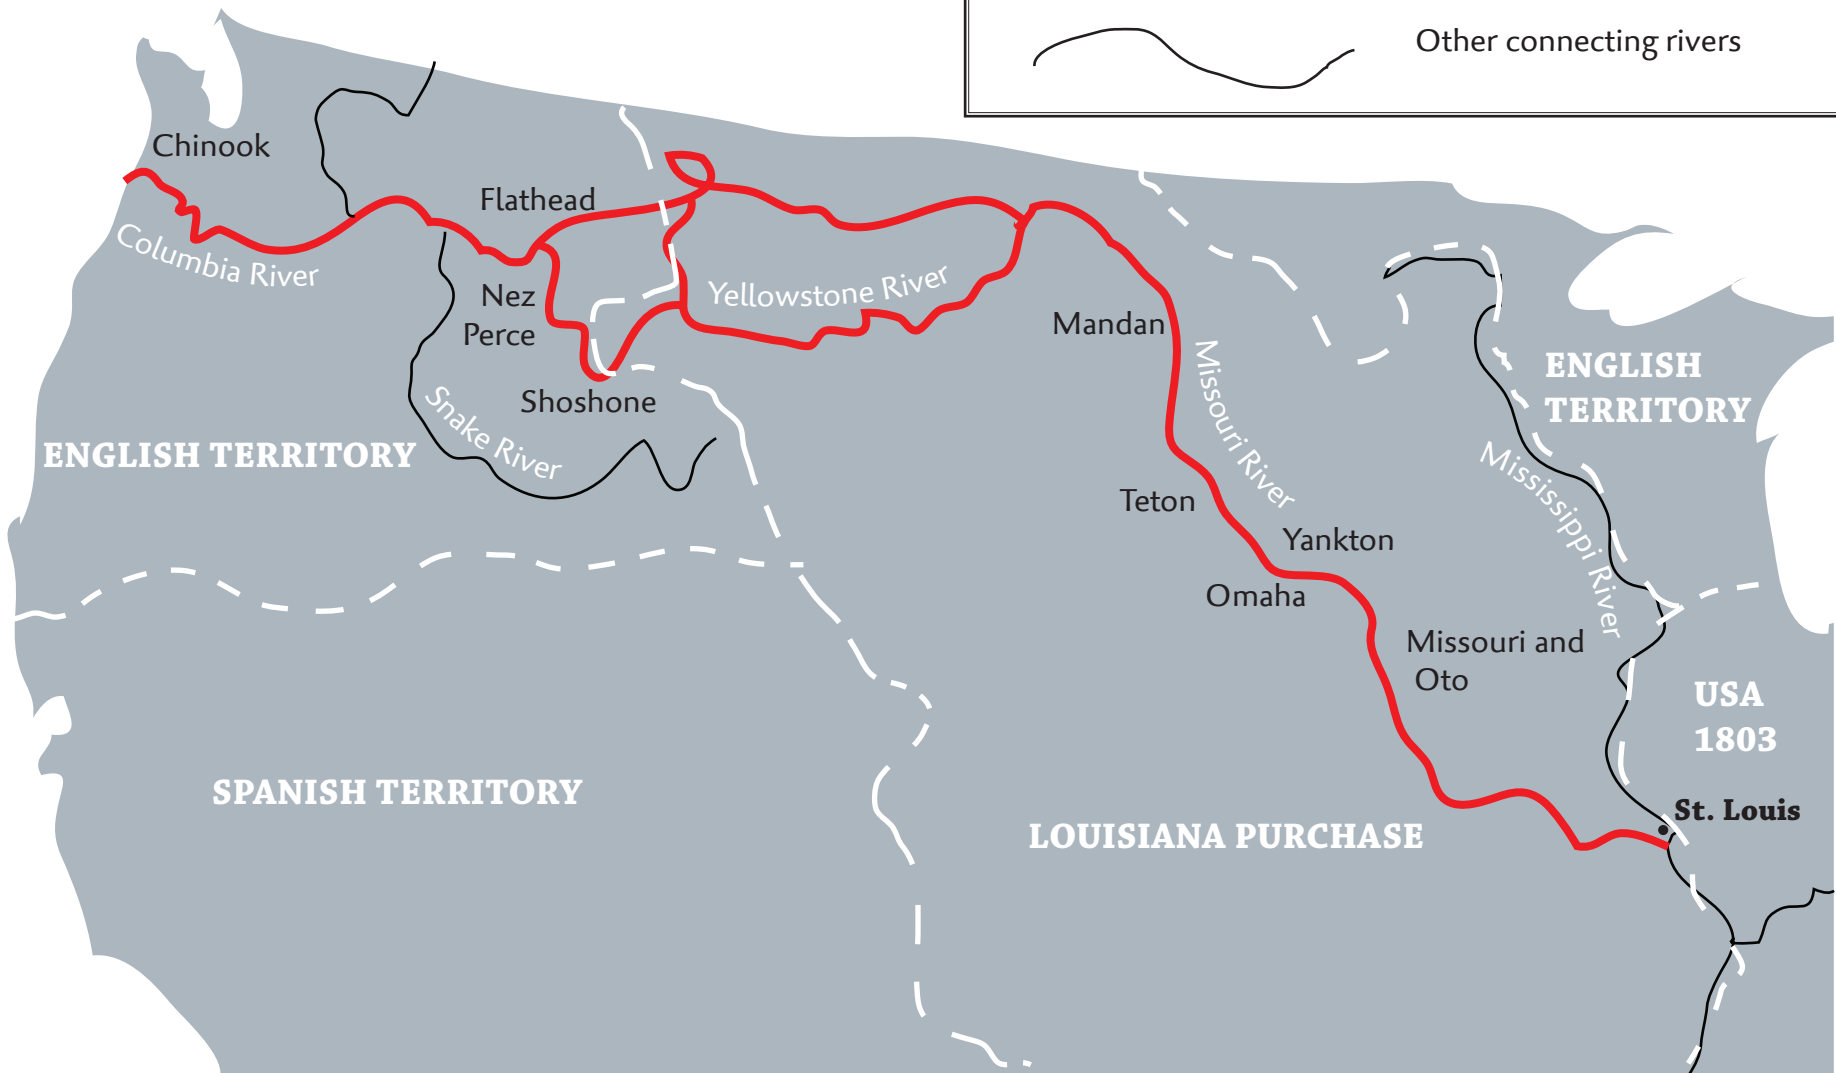 Other connecting rivers
Chinook
Flathead
Columbia River
Nez
Perce
Yellowstone River
Mandan
Missouri River
ENGLISH
TERRITORY
Shoshone
Snake River
ENGLISH TERRITORY
Mississippi River
Teton
Yankton
Omaha
Missouri and
Oto
USA
1803
SPANISH TERRITORY
St. Louis
LOUISIANA PURCHASE